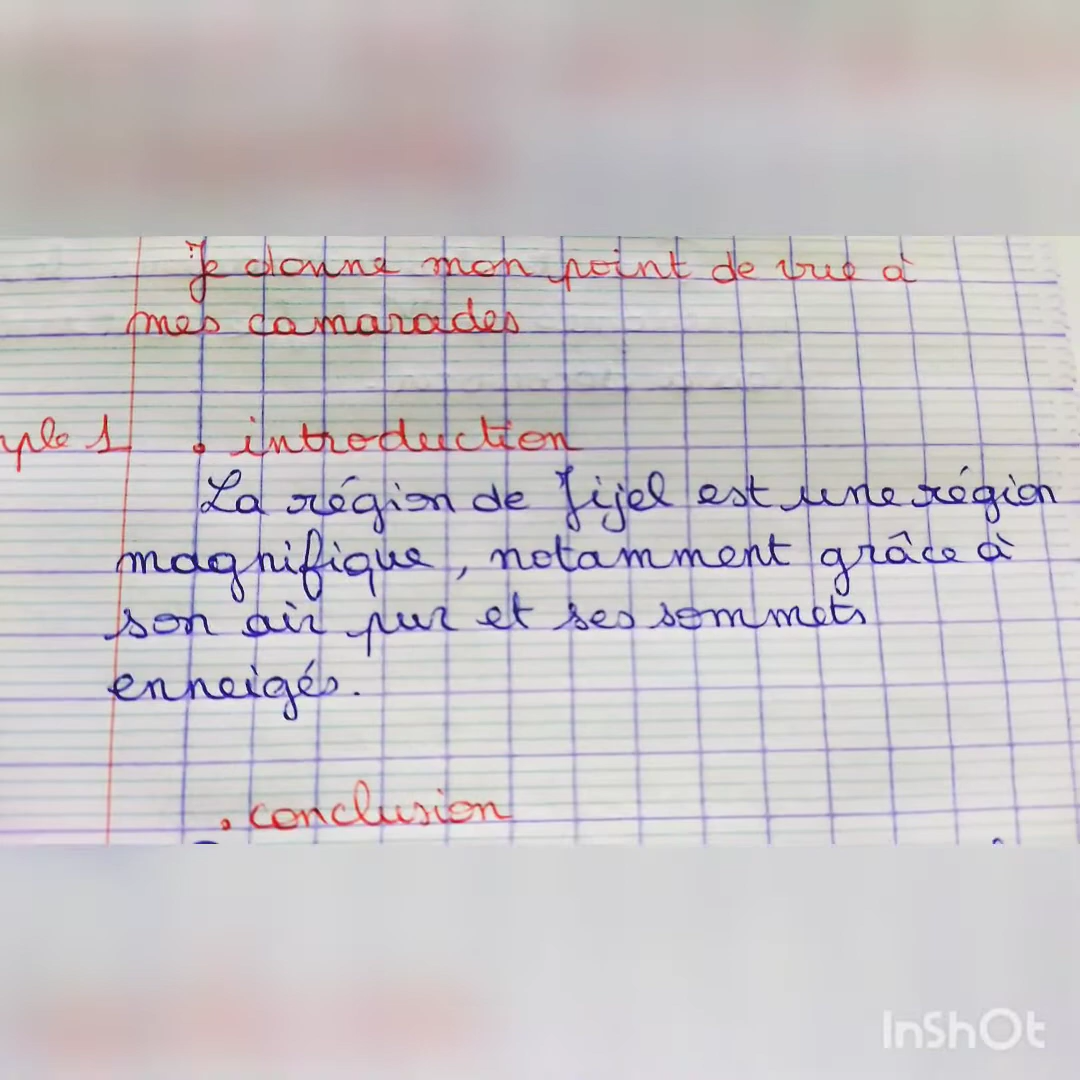 Je donne mon point de vue à
mes camarades
ple 1 . introduction
La région de Jijel est une région
magnifique, notamment grâce à
son air pur et ses sommets
enneigés.
. conclusion
InShOt